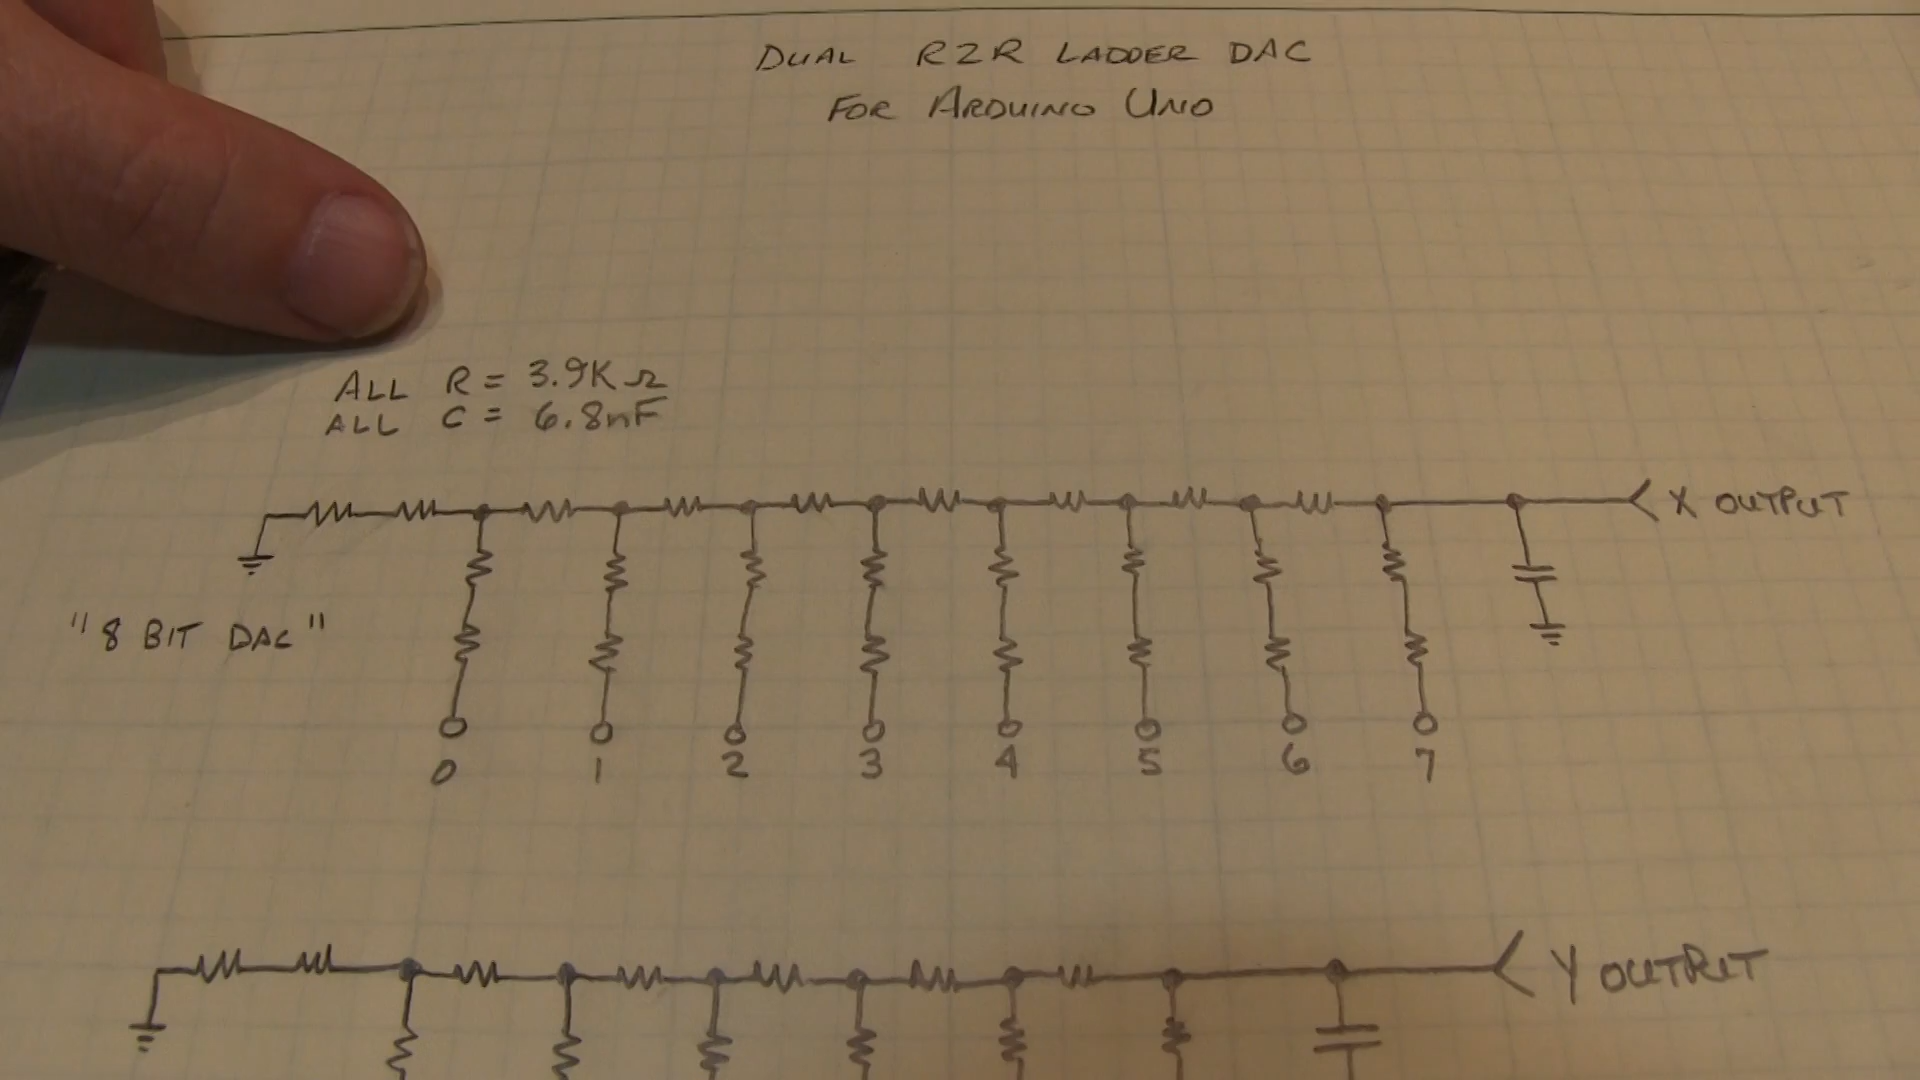 DUAL R2R LADDER DAC
FOR ARDUINO UNO
ALL R = 3.9K Ω
ALL C = 6.8nF
X OUTPUT
"8 BIT DAC"
0 1 2 3 4 5 6 7
Y OUTPUT